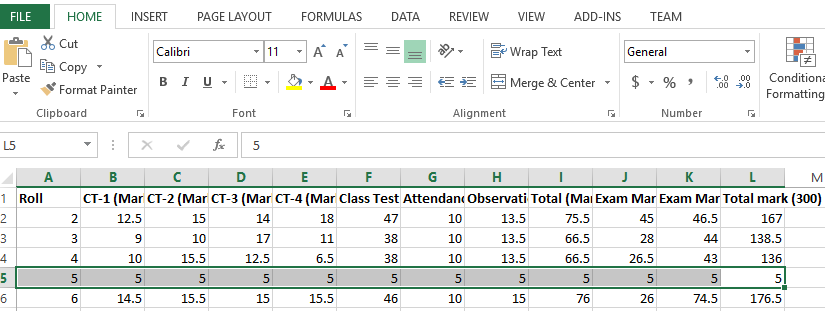 FILE HOME INSERT PAGE LAYOUT FORMULAS DATA REVIEW VIEW ADD-INS TEAM
Paste
Cut
Copy
Format Painter
Clipboard
Calibri 11 A A
B I U A
Font
Wrap Text
Merge & Center
Alignment
General
$ % , .00 .0 .00
Number
Conditiona
Formatting
L5 fx 5
A B C D E F G H I J K L M
1 Roll CT-1 (Mar CT-2 (Mar CT-3 (Mar CT-4 (Mar Class Test Attendanc Observati Total (Mar Exam Mar Exam Mar Total mark (300)
2 2 12.5 15 14 18 47 10 13.5 75.5 45 46.5 167
3 3 9 10 17 11 38 10 13.5 66.5 28 44 138.5
4 4 10 15.5 12.5 6.5 38 10 13.5 66.5 26.5 43 136
5 5 5 5 5 5 5 5 5 5 5 5 5
6 6 14.5 15.5 15 15.5 46 10 15 76 26 74.5 176.5